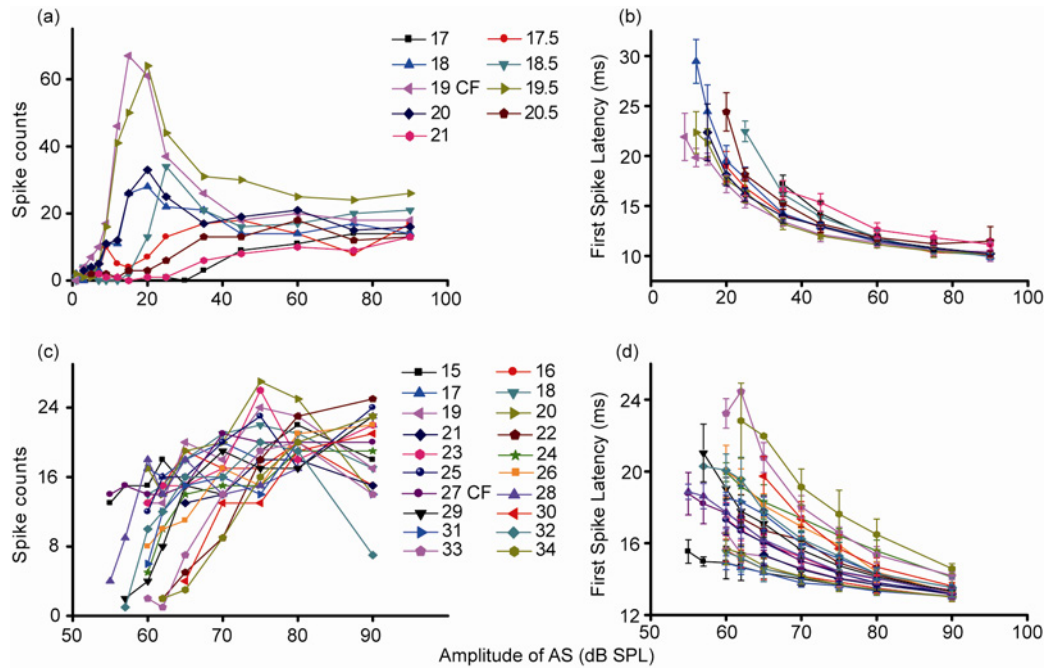 (a)
Spike counts
60
40
20
0
0 20 40 60 80 100
17 17.5
18 18.5
19 CF 19.5
20 20.5
21
(b)
First Spike Latency (ms)
30
25
20
15
10
0 20 40 60 80 100
(c)
Spike counts
24
16
8
0
50 60 70 80 90
15 16
17 18
19 20
21 22
23 24
25 26
27 CF 28
29 30
31 32
33 34
(d)
First Spike Latency (ms)
24
20
16
12
50 60 70 80 90 100
Amplitude of AS (dB SPL)